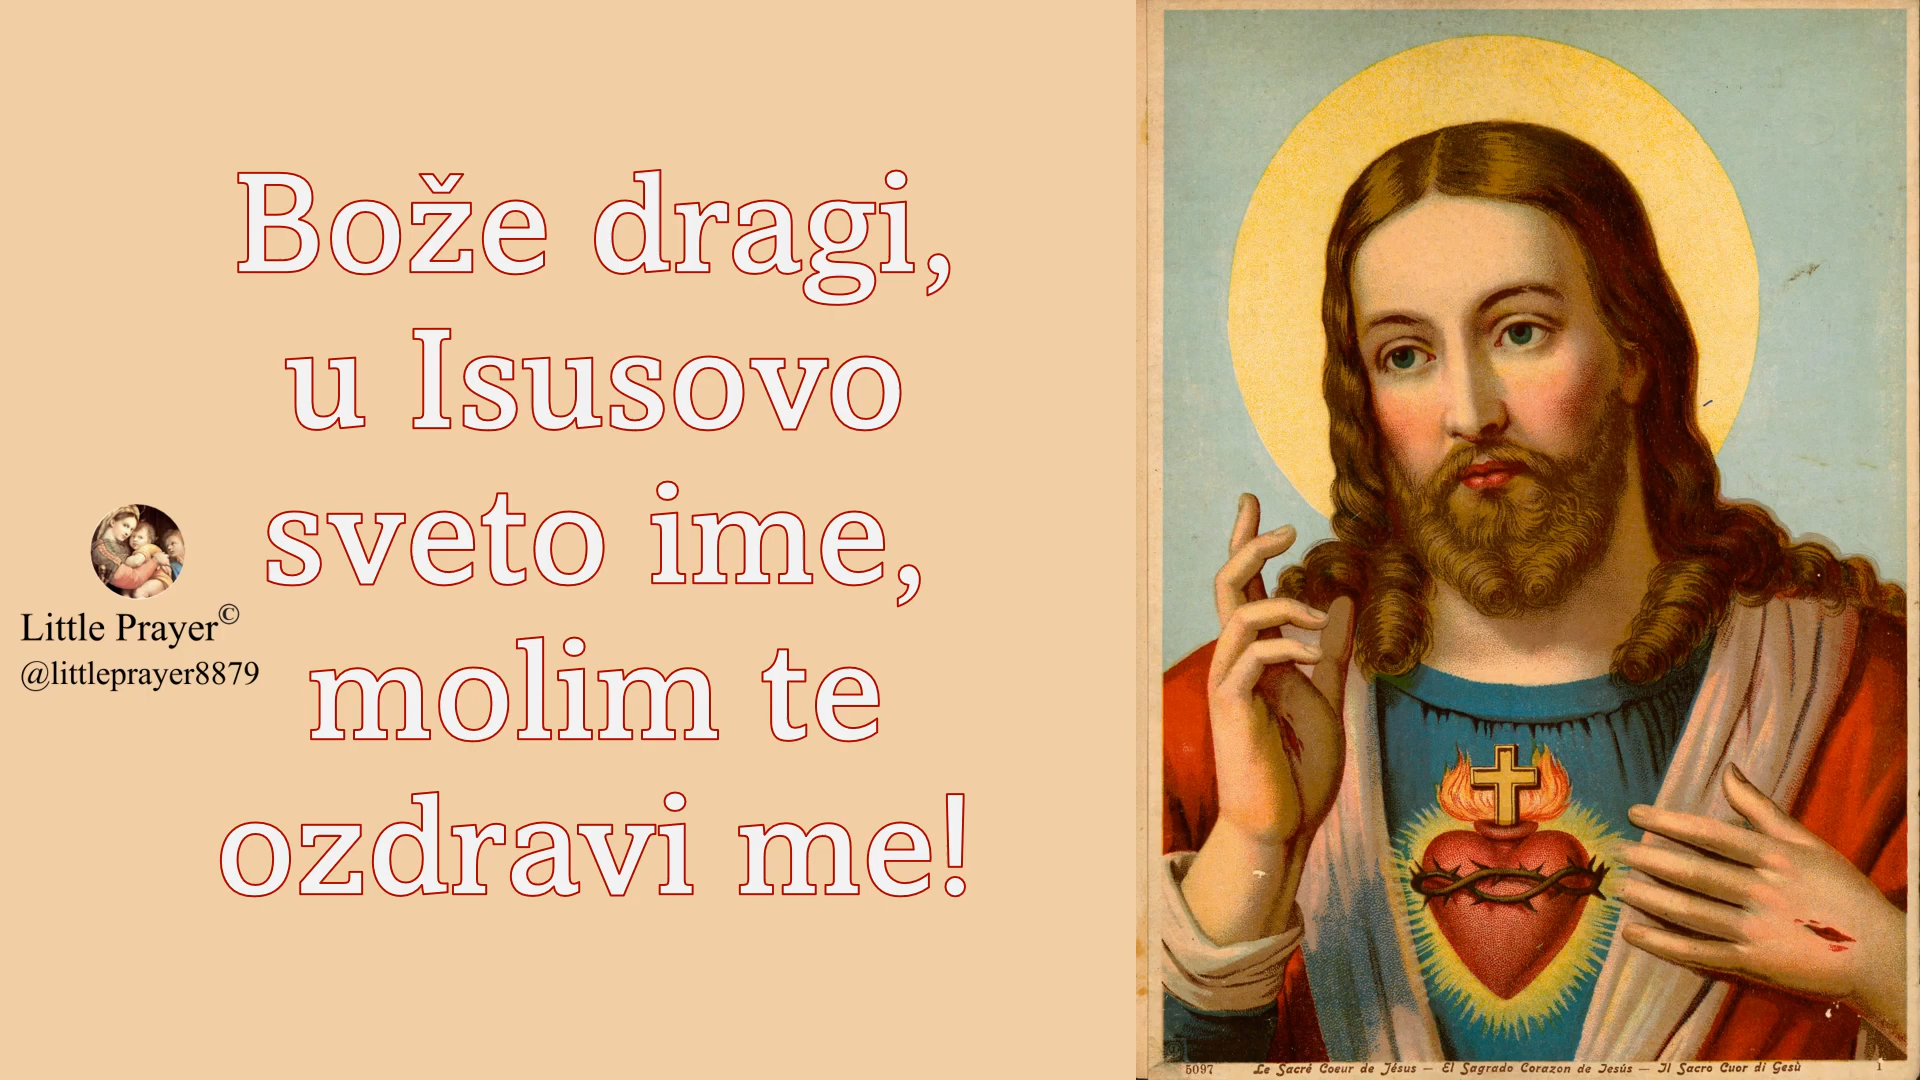 Bože dragi,
u Isusovo
sveto ime,
molim te
ozdravi me!
Little Prayer©
@littleprayer8879
5097
Le Sacré Coeur de Jésus — El Sagrado Corazon de Jesús — Il Sacro Cuor di Gesù
1